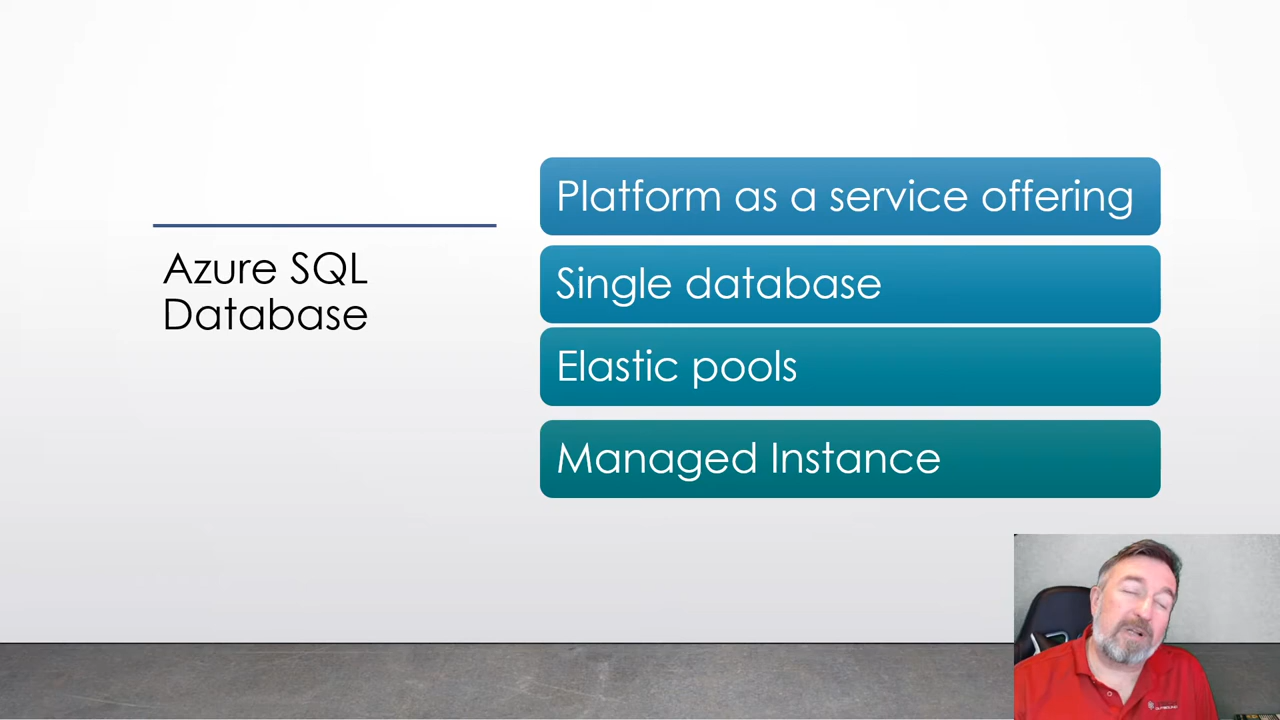 Azure SQL
Database
Platform as a service offering
Single database
Elastic pools
Managed Instance